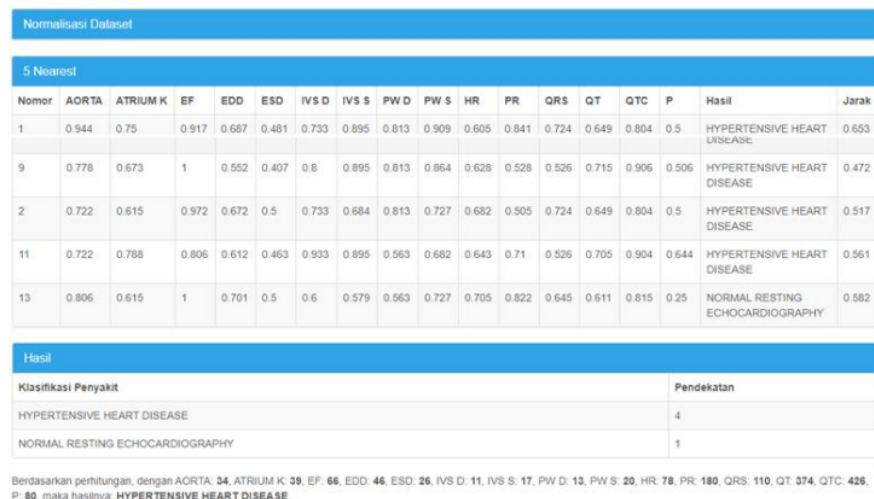 Normalisasi Dataset
5 Nearest
Nomor AORTA ATRIUM K EF EDD ESD IVS D IVS S PW D PW S HR PR QRS QT QTC P Hasil Jarak
1 0.944 0.75 0.917 0.687 0.481 0.733 0.895 0.813 0.909 0.605 0.841 0.724 0.649 0.804 0.5 HYPERTENSIVE HEART 0.653
DISEASE
9 0.778 0.673 1 0.552 0.407 0.8 0.895 0.813 0.864 0.628 0.528 0.526 0.715 0.906 0.506 HYPERTENSIVE HEART 0.472
DISEASE
2 0.722 0.615 0.972 0.672 0.5 0.733 0.684 0.813 0.727 0.682 0.505 0.724 0.649 0.804 0.5 HYPERTENSIVE HEART 0.517
DISEASE
11 0.722 0.788 0.806 0.612 0.463 0.933 0.895 0.563 0.682 0.643 0.71 0.526 0.705 0.904 0.644 HYPERTENSIVE HEART 0.561
DISEASE
13 0.806 0.615 1 0.701 0.5 0.6 0.579 0.563 0.727 0.705 0.822 0.645 0.611 0.815 0.25 NORMAL RESTING 0.582
ECHOCARDIOGRAPHY
Hasil
Klasifikasi Penyakit Pendekatan
HYPERTENSIVE HEART DISEASE 4
NORMAL RESTING ECHOCARDIOGRAPHY 1
Berdasarkan perhitungan, dengan AORTA: 34, ATRIUM K: 39, EF: 66, EDD: 46, ESD: 26, IVS D: 11, IVS S: 17, PW D: 13, PW S: 20, HR: 78, PR: 180, QRS: 110, QT: 374, QTC: 426,
P: 80, maka hasilnya: HYPERTENSIVE HEART DISEASE.